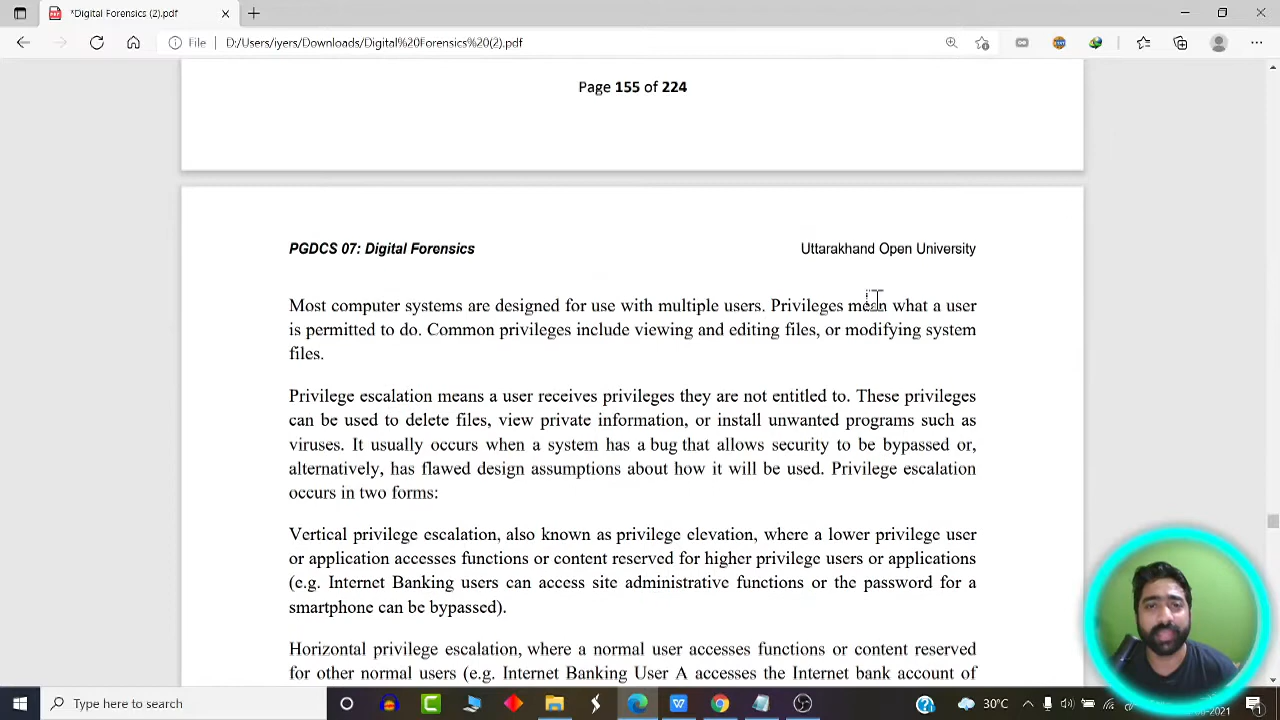 *Digital Forensics (2).pdf
File D:/Users/iyers/Downloads/Digital%20Forensics%20(2).pdf
Page 155 of 224
PGDCS 07: Digital Forensics Uttarakhand Open University
Most computer systems are designed for use with multiple users. Privileges mean what a user
is permitted to do. Common privileges include viewing and editing files, or modifying system
files.
Privilege escalation means a user receives privileges they are not entitled to. These privileges
can be used to delete files, view private information, or install unwanted programs such as
viruses. It usually occurs when a system has a bug that allows security to be bypassed or,
alternatively, has flawed design assumptions about how it will be used. Privilege escalation
occurs in two forms:
Vertical privilege escalation, also known as privilege elevation, where a lower privilege user
or application accesses functions or content reserved for higher privilege users or applications
(e.g. Internet Banking users can access site administrative functions or the password for a
smartphone can be bypassed).
Horizontal privilege escalation, where a normal user accesses functions or content reserved
for other normal users (e.g. Internet Banking User A accesses the Internet bank account of
Type here to search
30°C